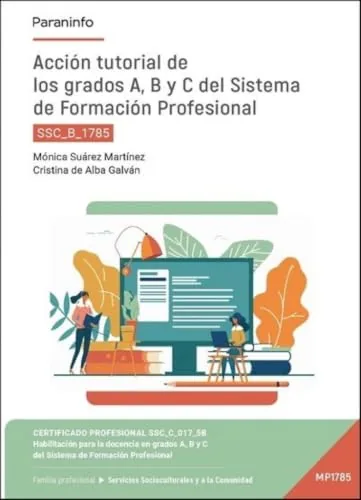 Paraninfo
Acción tutorial de
los grados A, B y C del Sistema
de Formación Profesional
SSC_B_1785
Mónica Suárez Martínez
Cristina de Alba Galván
CERTIFICADO PROFESIONAL SSC_C_017_5B
Habilitación para la docencia en grados A, B y C
del Sistema de Formación Profesional
Familia profesional ▶ Servicios Socioculturales y a la Comunidad
MP1785